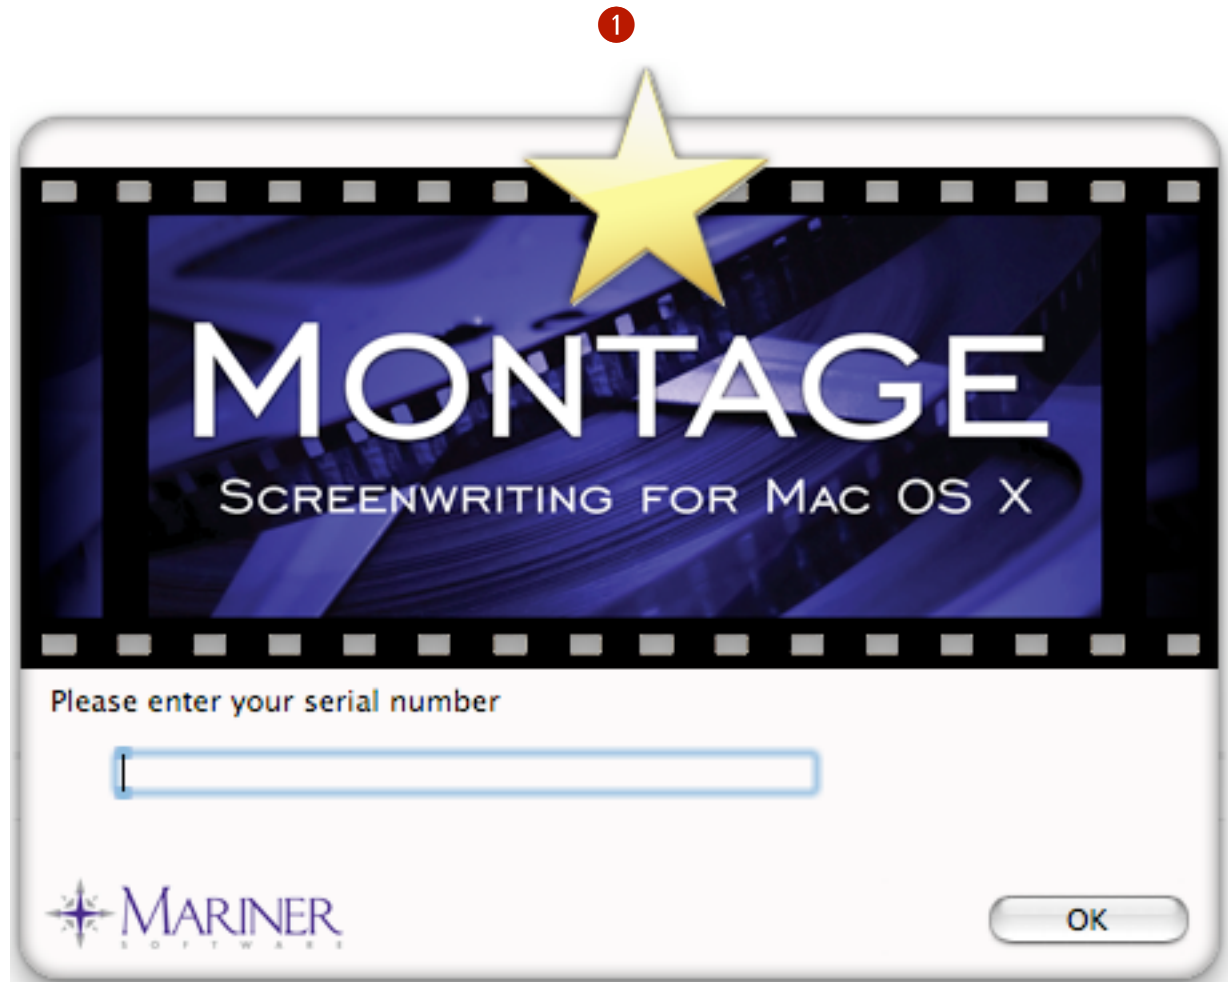 1
MONTAGE
SCREENWRITING FOR MAC OS X
Please enter your serial number
MARINER
SOFTWARE
OK